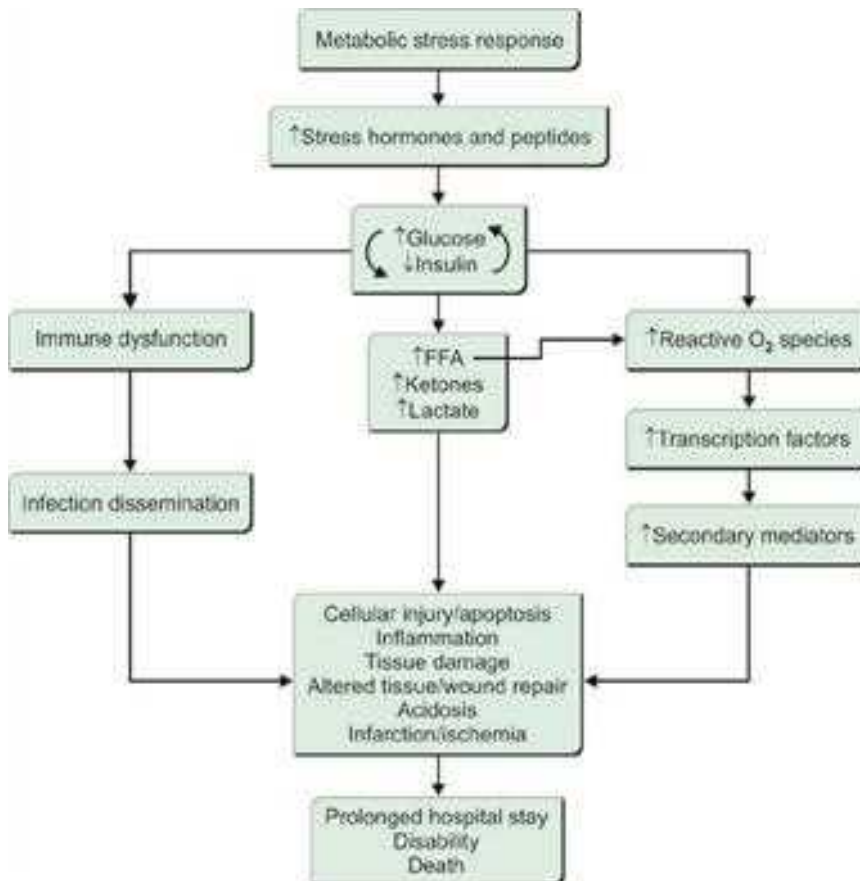 Metabolic stress response
↑Stress hormones and peptides
↑Glucose
↓Insulin
Immune dysfunction
↑FFA
↑Ketones
↑Lactate
↑Reactive O₂ species
↑Transcription factors
Infection dissemination
↑Secondary mediators
Cellular injury/apoptosis
Inflammation
Tissue damage
Altered tissue/wound repair
Acidosis
Infarction/ischemia
Prolonged hospital stay
Disability
Death